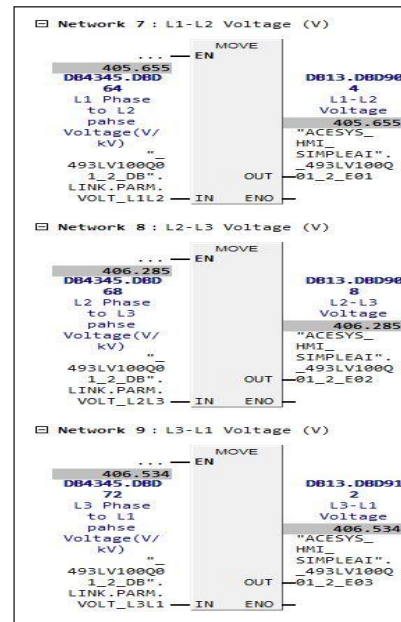 Network 7 : L1-L2 Voltage (V)
MOVE
... EN
405.655
DB4345.DBD
64
L1 Phase
to L2
pahse
Voltage(V/
kV)
"_
493LV100Q0
1_2_DB".
LINK.PARM.
VOLT_L1L2 IN
DB13.DBD90
4
L1-L2
Voltage
405.655
"ACESYS_
HMI_
SIMPLEAI".
_493LV100Q
OUT 01_2_E01
ENO
Network 8 : L2-L3 Voltage (V)
MOVE
... EN
406.285
DB4345.DBD
68
L2 Phase
to L3
pahse
Voltage(V/
kV)
"_
493LV100Q0
1_2_DB".
LINK.PARM.
VOLT_L2L3 IN
DB13.DBD90
8
L2-L3
Voltage
406.285
"ACESYS_
HMI_
SIMPLEAI".
_493LV100Q
OUT 01_2_E02
ENO
Network 9 : L3-L1 Voltage (V)
MOVE
... EN
406.534
DB4345.DBD
72
L3 Phase
to L1
pahse
Voltage(V/
kV)
"_
493LV100Q0
1_2_DB".
LINK.PARM.
VOLT_L3L1 IN
DB13.DBD91
2
L3-L1
Voltage
406.534
"ACESYS_
HMI_
SIMPLEAI".
_493LV100Q
OUT 01_2_E03
ENO